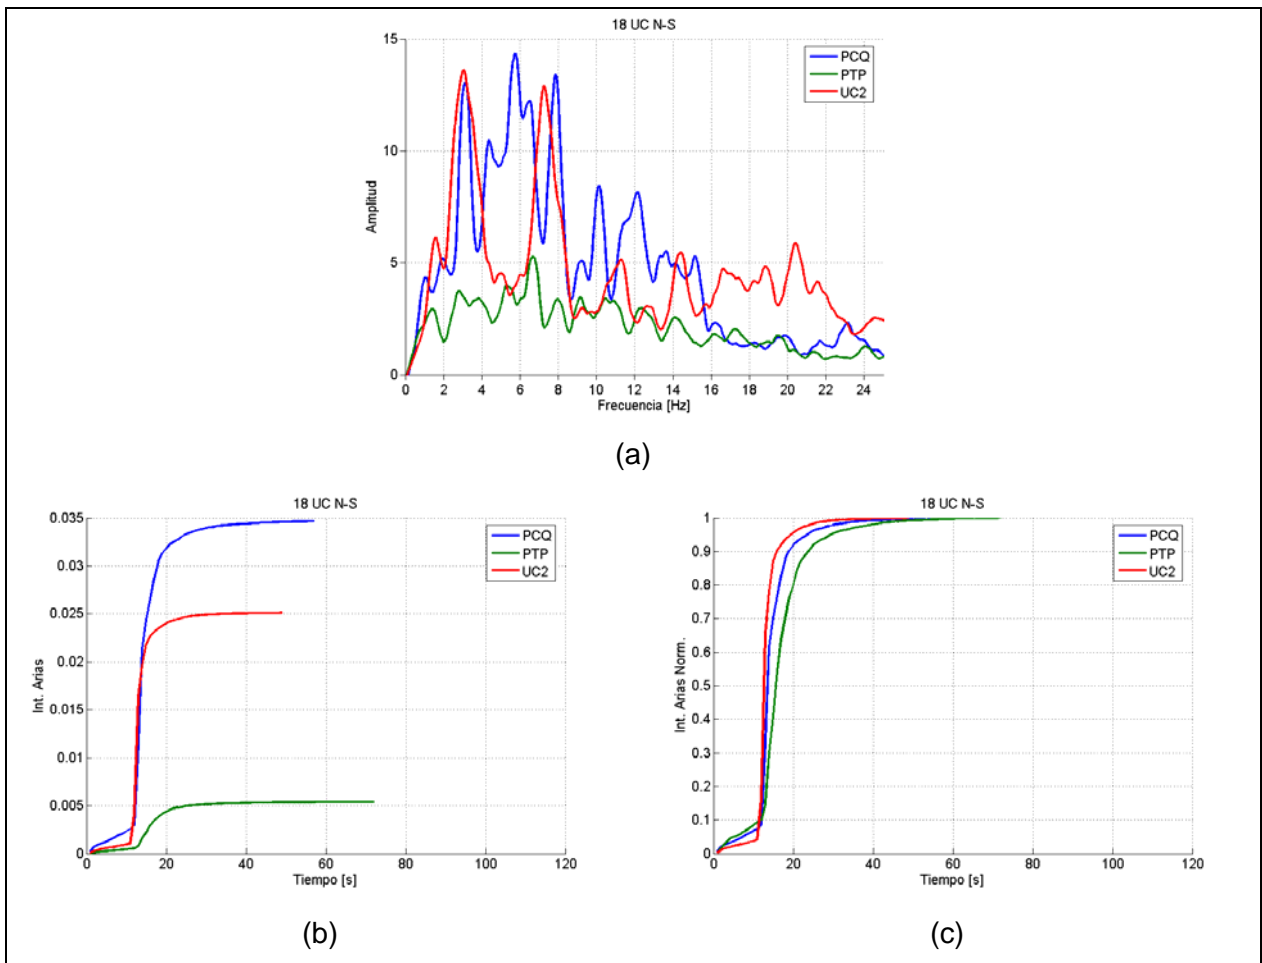 18 UC N-S
15
10
5
0
Amplitud
PCQ
PTP
UC2
0 2 4 6 8 10 12 14 16 18 20 22 24
Frecuencia [Hz]
(a)
18 UC N-S
0.035
0.03
0.025
0.02
0.015
0.01
0.005
0
Int. Arias
PCQ
PTP
UC2
0 20 40 60 80 100 120
Tiempo [s]
(b)
18 UC N-S
1
0.9
0.8
0.7
0.6
0.5
0.4
0.3
0.2
0.1
0
Int. Arias Norm.
PCQ
PTP
UC2
0 20 40 60 80 100 120
Tiempo [s]
(c)